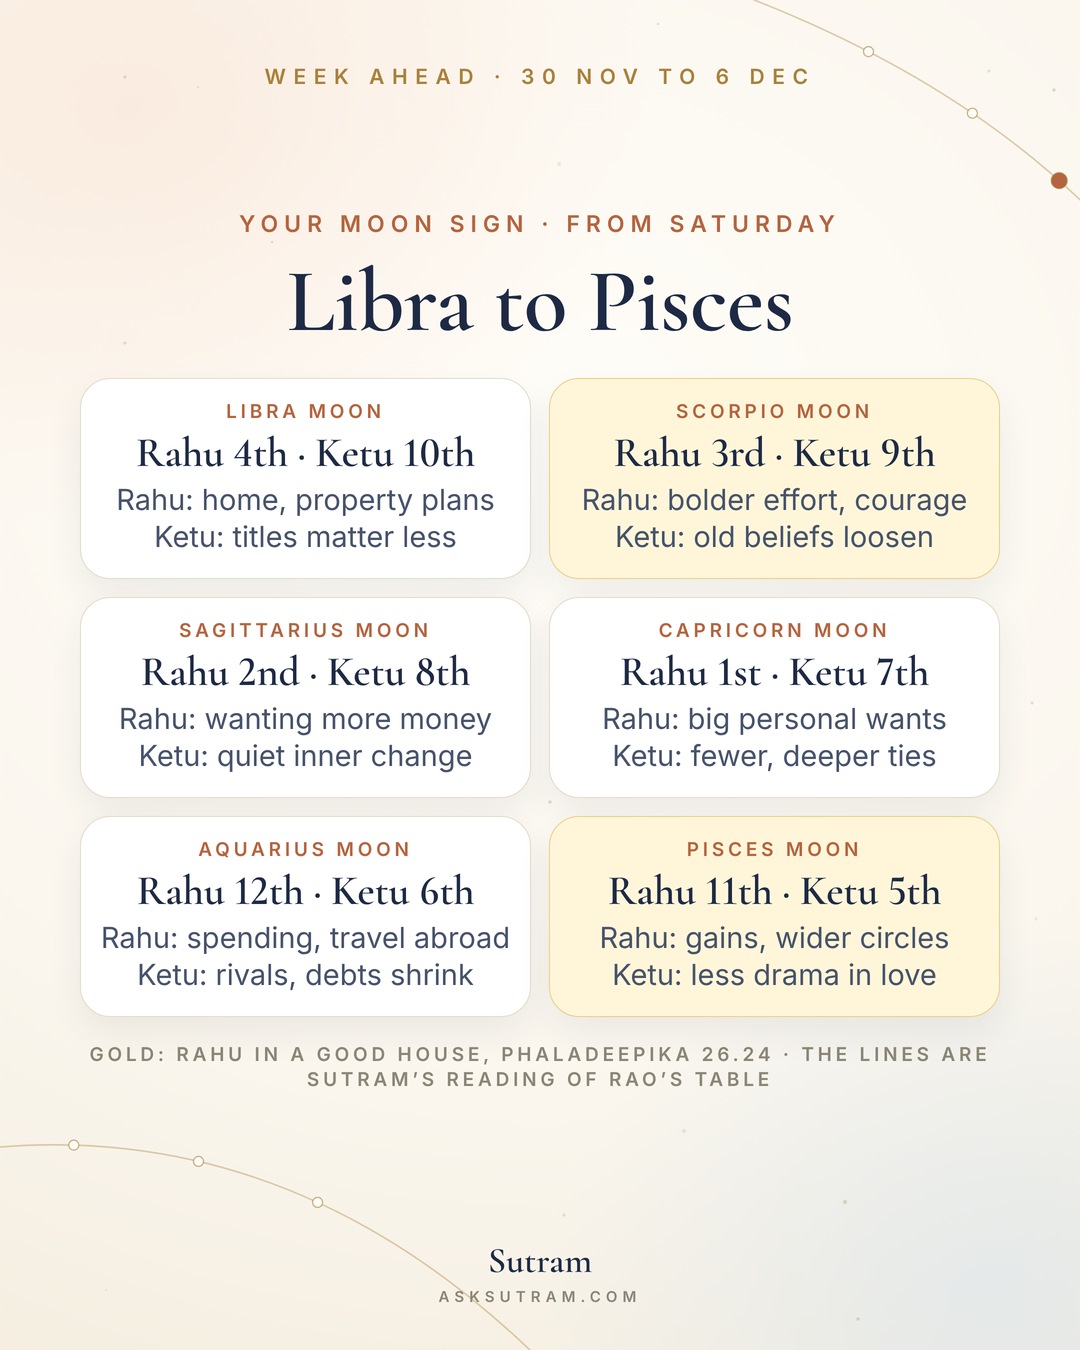 WEEK AHEAD · 30 NOV TO 6 DEC
YOUR MOON SIGN · FROM SATURDAY
Libra to Pisces
LIBRA MOON
Rahu 4th · Ketu 10th
Rahu: home, property plans
Ketu: titles matter less
SCORPIO MOON
Rahu 3rd · Ketu 9th
Rahu: bolder effort, courage
Ketu: old beliefs loosen
SAGITTARIUS MOON
Rahu 2nd · Ketu 8th
Rahu: wanting more money
Ketu: quiet inner change
CAPRICORN MOON
Rahu 1st · Ketu 7th
Rahu: big personal wants
Ketu: fewer, deeper ties
AQUARIUS MOON
Rahu 12th · Ketu 6th
Rahu: spending, travel abroad
Ketu: rivals, debts shrink
PISCES MOON
Rahu 11th · Ketu 5th
Rahu: gains, wider circles
Ketu: less drama in love
GOLD: RAHU IN A GOOD HOUSE, PHALADEEPIKA 26.24 · THE LINES ARE
SUTRAM’S READING OF RAO’S TABLE
Sutram
ASKSUTRAM.COM